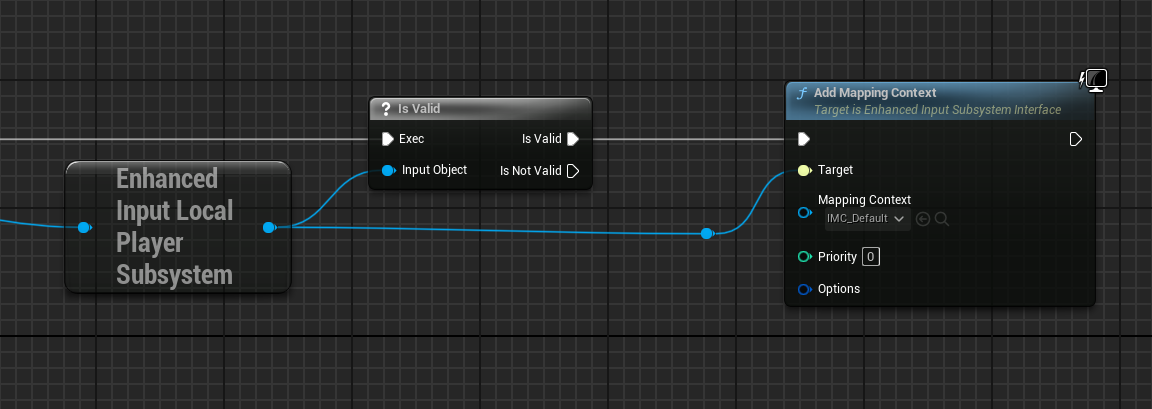 Enhanced
Input Local
Player
Subsystem
? Is Valid
Exec
Is Valid
Input Object
Is Not Valid
f Add Mapping Context
Target is Enhanced Input Subsystem Interface
Target
Mapping Context
IMC_Default
Priority 0
Options